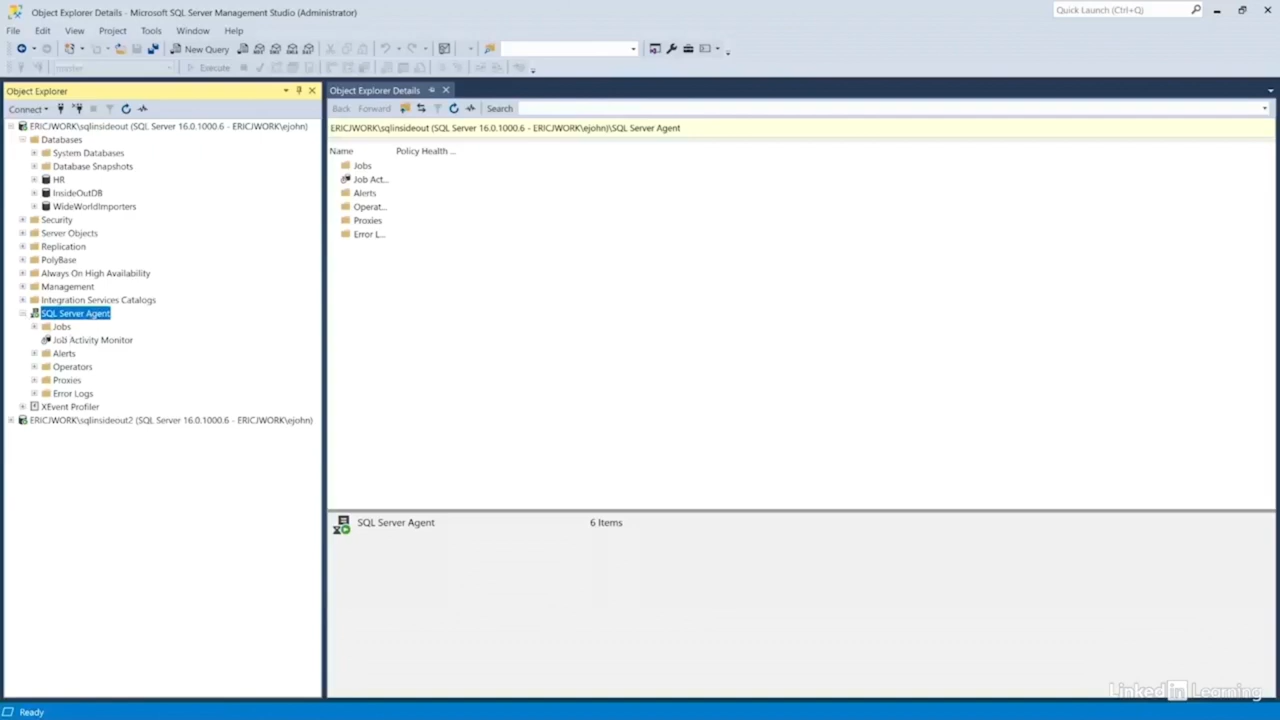 Object Explorer Details - Microsoft SQL Server Management Studio (Administrator)
Quick Launch (Ctrl+Q)
File Edit View Project Tools Window Help
New Query
master Execute
Object Explorer
Connect
ERICJWORK\sqlinsideout (SQL Server 16.0.1000.6 - ERICJWORK\ejohn)
Databases
System Databases
Database Snapshots
HR
InsideOutDB
WideWorldImporters
Security
Server Objects
Replication
PolyBase
Always On High Availability
Management
Integration Services Catalogs
SQL Server Agent
Jobs
Job Activity Monitor
Alerts
Operators
Proxies
Error Logs
XEvent Profiler
ERICJWORK\sqlinsideout2 (SQL Server 16.0.1000.6 - ERICJWORK\ejohn)
Object Explorer Details
Back Forward Search
ERICJWORK\sqlinsideout (SQL Server 16.0.1000.6 - ERICJWORK\ejohn)\SQL Server Agent
Name Policy Health ...
Jobs
Job Act...
Alerts
Operat...
Proxies
Error L...
SQL Server Agent 6 Items
Linked in Learning
Ready